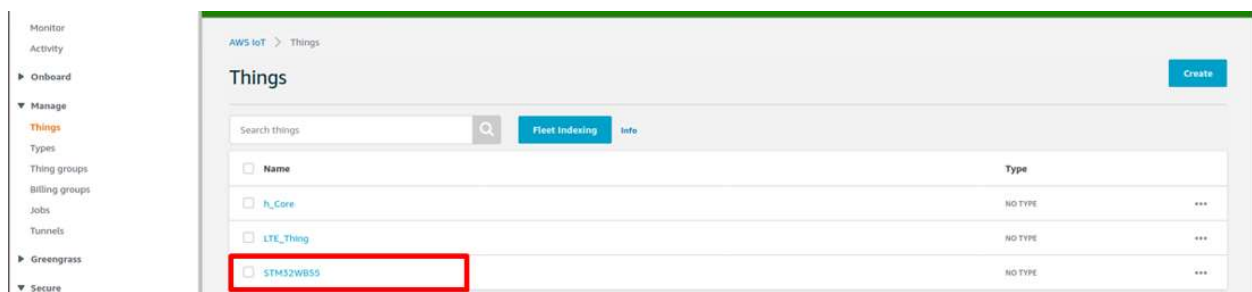 Monitor
Activity
Onboard
Manage
Things
Types
Thing groups
Billing groups
Jobs
Tunnels
Greengrass
Secure
AWS IoT > Things
Things
Create
Search things
Fleet Indexing Info
Name Type
h_Core NO TYPE
LTE_Thing NO TYPE
STM32WB55 NO TYPE